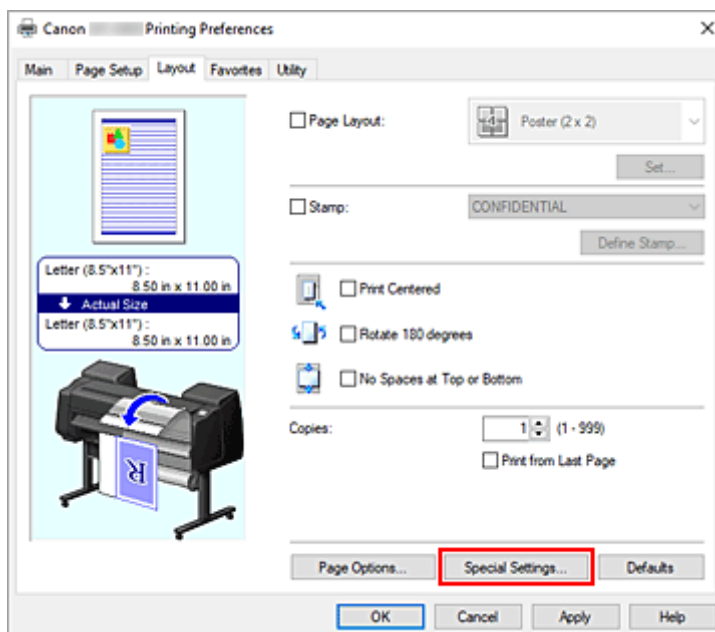 Canon Printing Preferences
Main Page Setup Layout Favorites Utility
Page Layout: Poster (2 x 2)
Set...
Stamp: CONFIDENTIAL
Define Stamp...
Letter (8.5"x11") :
8.50 in x 11.00 in
Actual Size
Letter (8.5"x11") :
8.50 in x 11.00 in
Print Centered
Rotate 180 degrees
No Spaces at Top or Bottom
Copies: 1 (1 - 999)
Print from Last Page
Page Options... Special Settings... Defaults
OK Cancel Apply Help